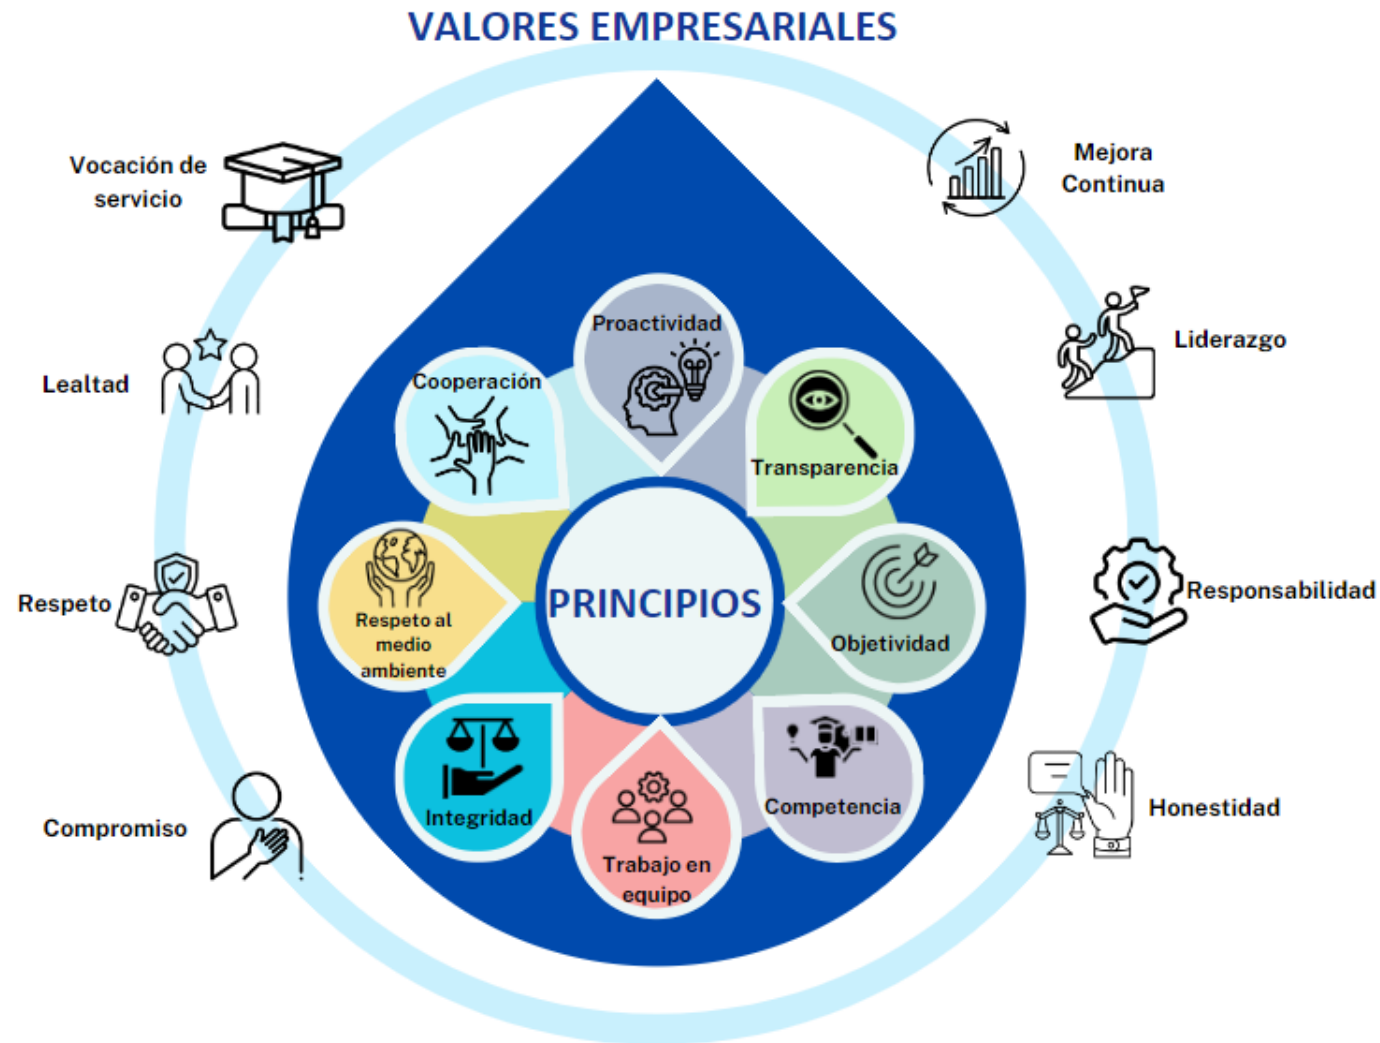 VALORES EMPRESARIALES
Vocación de
servicio
Mejora
Continua
Lealtad
Liderazgo
Respeto
Responsabilidad
Compromiso
Honestidad
Proactividad
Cooperación
Transparencia
Respeto al
medio
ambiente
PRINCIPIOS
Objetividad
Integridad
Competencia
Trabajo en
equipo